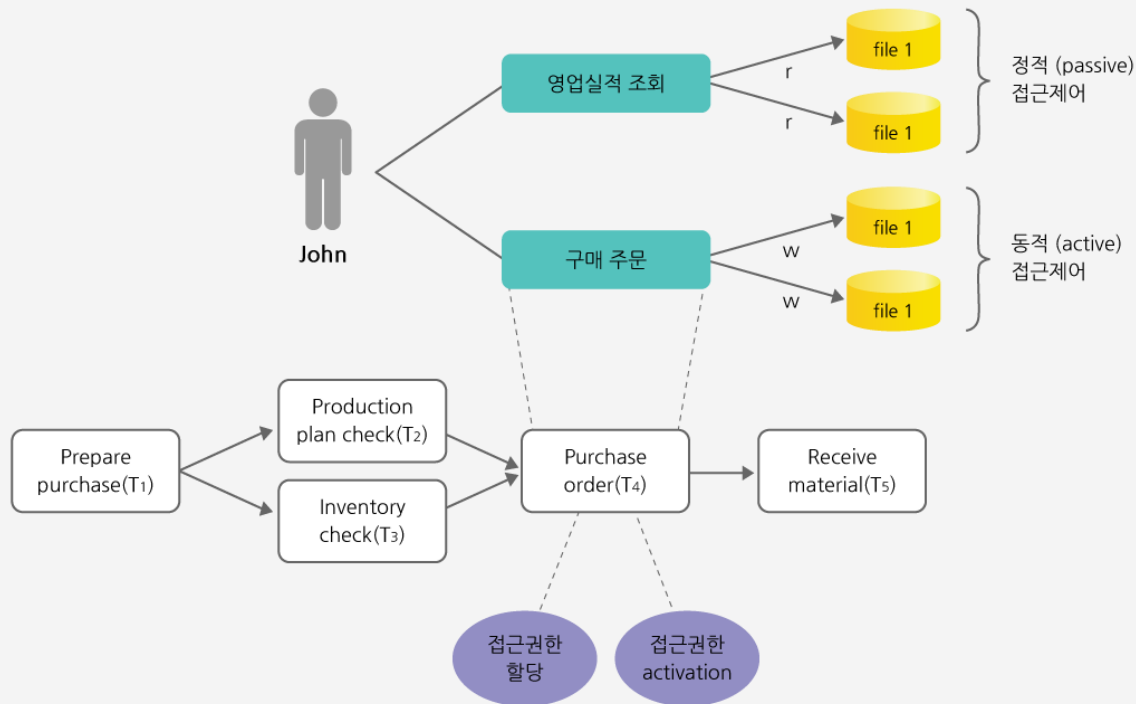 영업실적 조회
r
r
file 1
file 1
정적 (passive)
접근제어
John
구매 주문
w
w
file 1
file 1
동적 (active)
접근제어
Prepare
purchase(T1)
Production
plan check(T2)
Inventory
check(T3)
Purchase
order(T4)
Receive
material(T5)
접근권한
할당
접근권한
activation